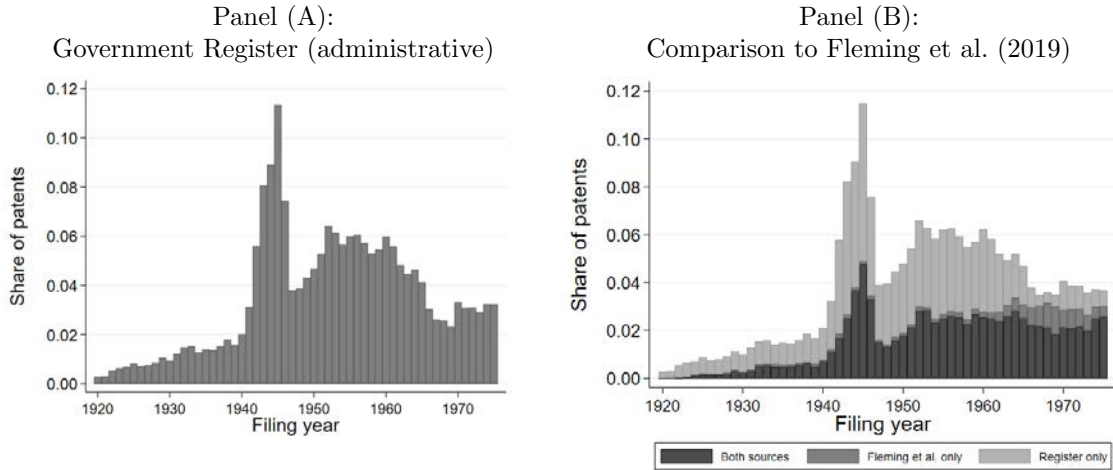 Panel (A):
Government Register (administrative)
Share of patents
0.12
0.10
0.08
0.06
0.04
0.02
0.00
1920
1930
1940
1950
1960
1970
Filing year
Panel (B):
Comparison to Fleming et al. (2019)
Share of patents
0.12
0.10
0.08
0.06
0.04
0.02
0.00
1920
1930
1940
1950
1960
1970
Filing year
Both sources
Fleming et al. only
Register only